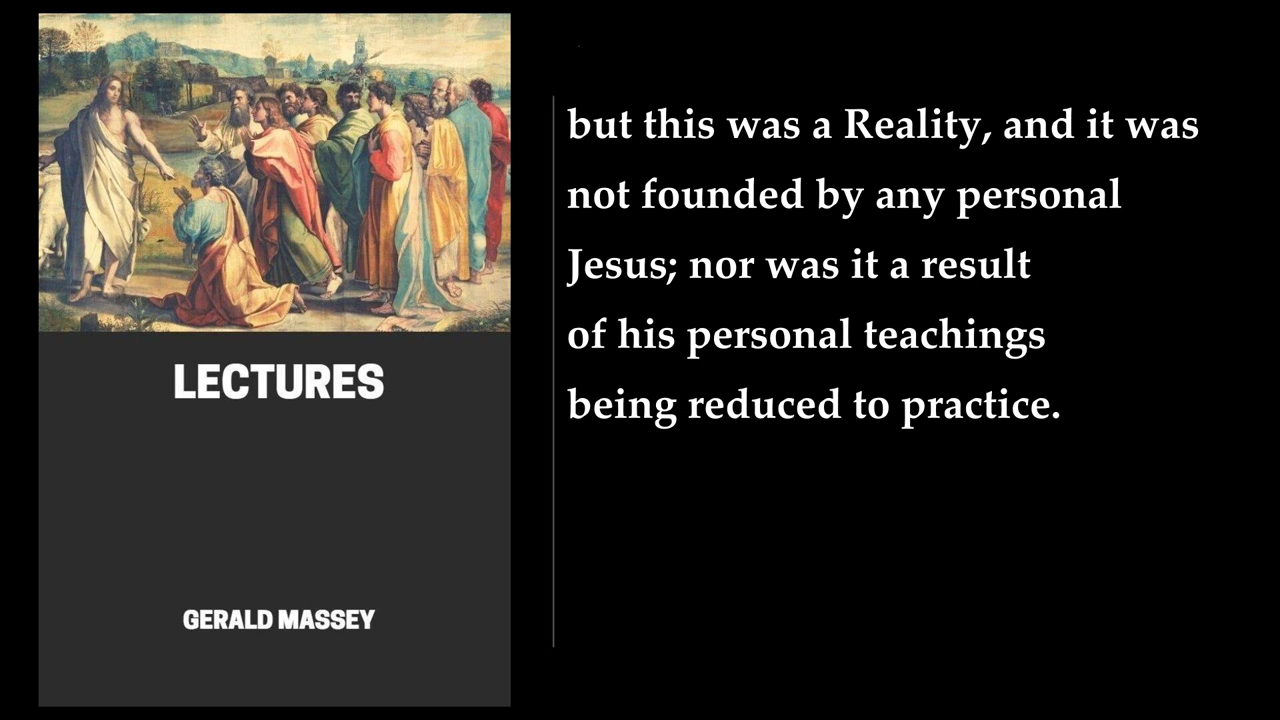 LECTURES
GERALD MASSEY
but this was a Reality, and it was
not founded by any personal
Jesus; nor was it a result
of his personal teachings
being reduced to practice.